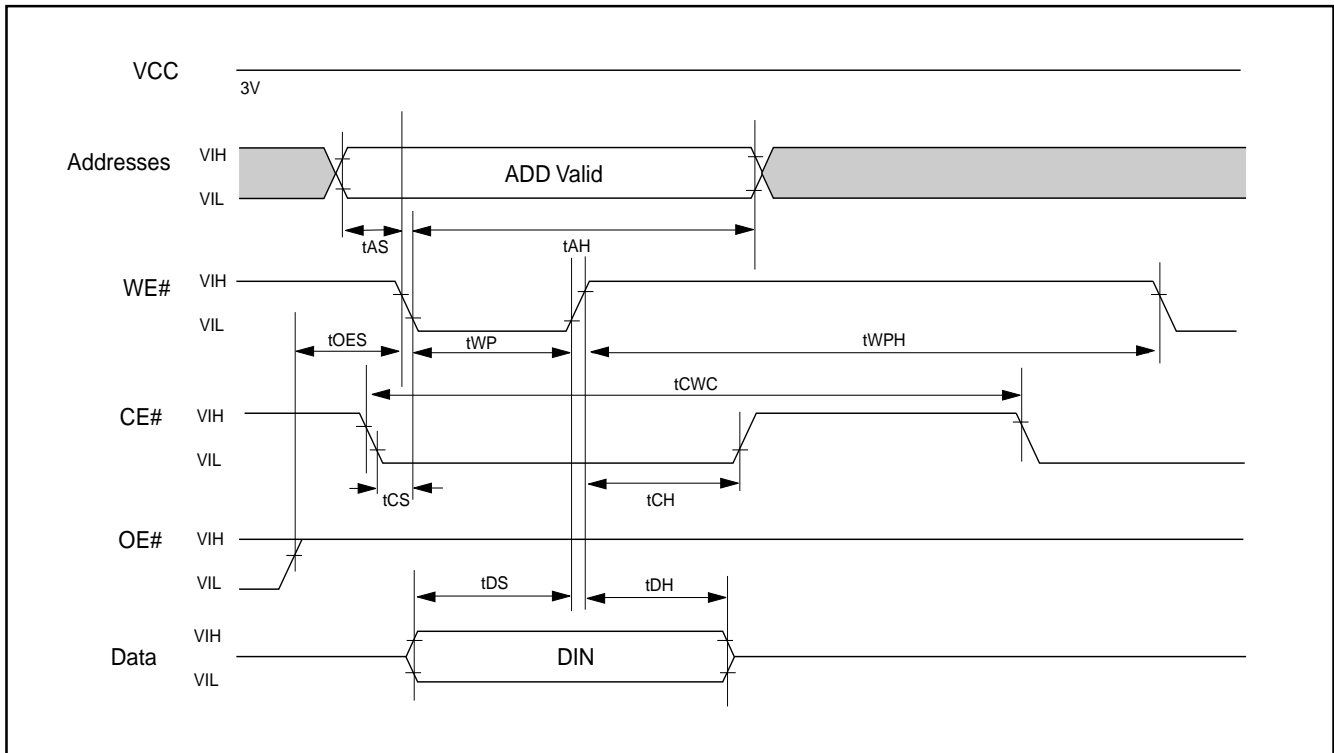 VCC
3V
Addresses
VIH
ADD Valid
VIL
tAS
tAH
WE#
VIH
VIL
tOES
tWP
tWPH
tCWC
CE#
VIH
VIL
tCS
tCH
OE#
VIH
VIL
tDS
tDH
Data
VIH
DIN
VIL